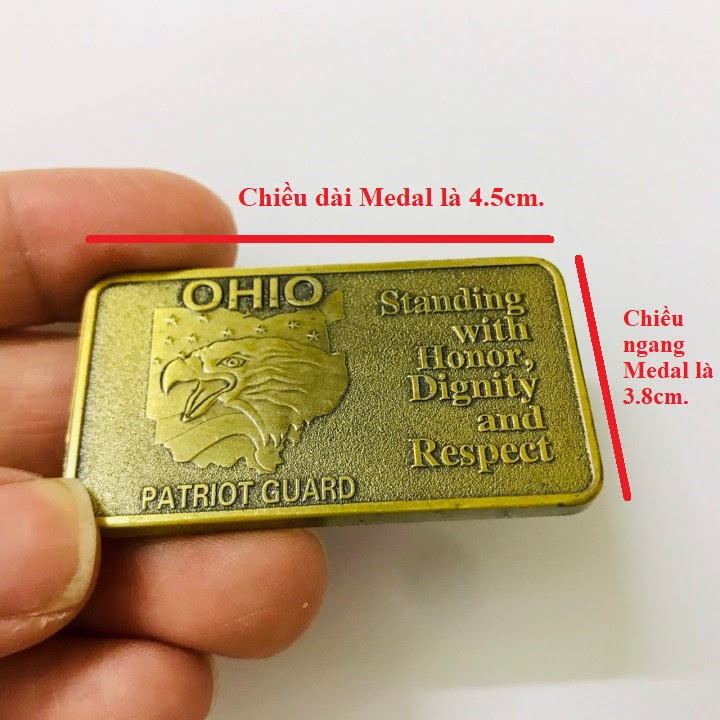 Chiều dài Medal là 4.5cm.
OHIO
PATRIOT GUARD
Standing
with
Honor,
Dignity
and
Respect
Chiều
ngang
Medal là
3.8cm.